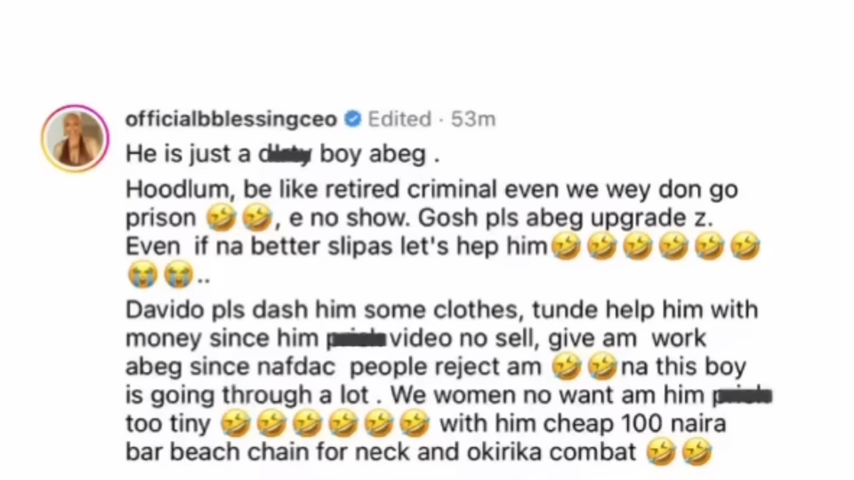 officialbblessingceo Edited · 53m
He is just a boy abeg .
Hoodlum, be like retired criminal even we wey don go
prison 🤣🤣, e no show. Gosh pls abeg upgrade z.
Even if na better slipas let's hep him🤣🤣🤣🤣🤣🤣
😭😭..
Davido pls dash him some clothes, tunde help him with
money since him video no sell, give am work
abeg since nafdac people reject am 🤣🤣na this boy
is going through a lot . We women no want am him
too tiny 🤣🤣🤣🤣🤣🤣 with him cheap 100 naira
bar beach chain for neck and okirika combat 🤣🤣